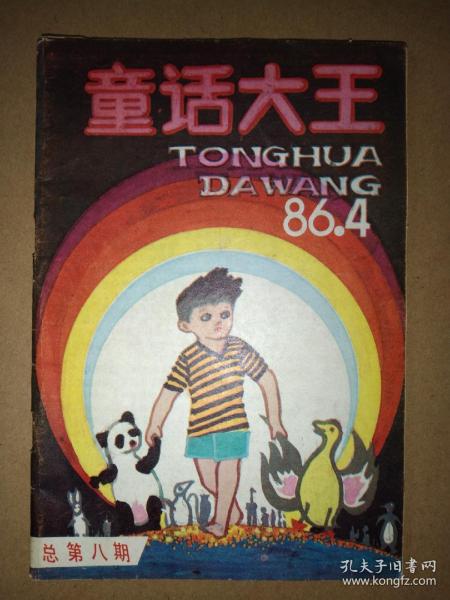 童话大王
TONGHUA
DAWANG
86.4
总第八期
孔夫子旧书网
www.kongfz.com